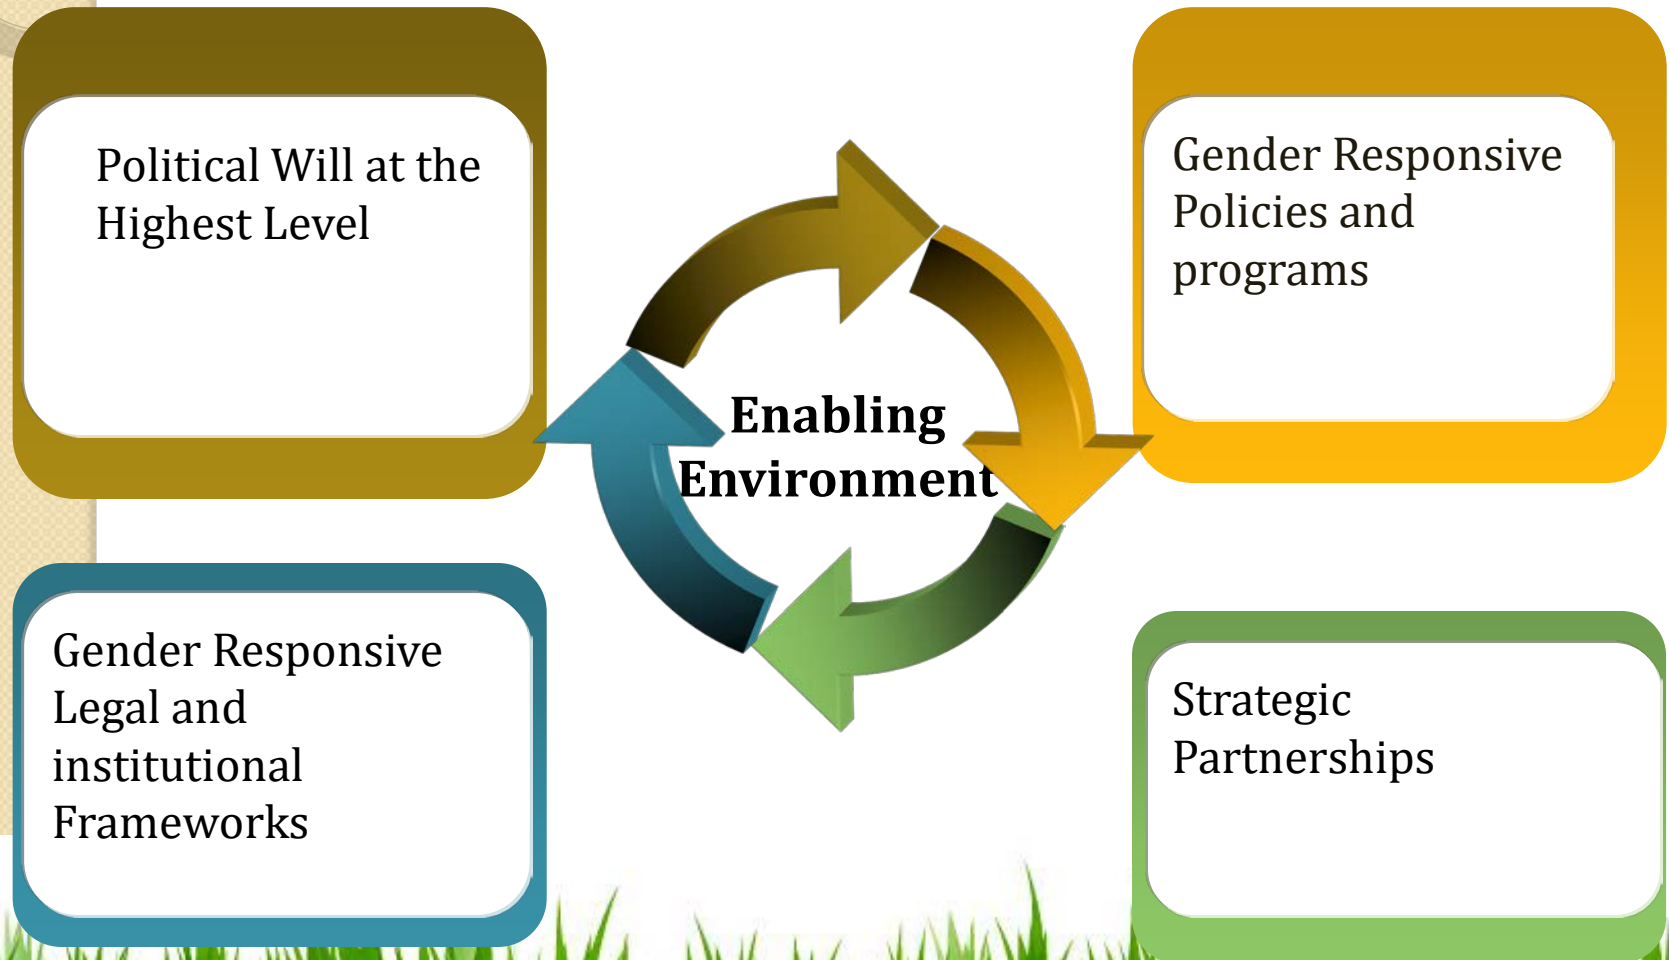 Political Will at the
Highest Level
Gender Responsive
Policies and
programs
Enabling
Environment
Gender Responsive
Legal and
institutional
Frameworks
Strategic
Partnerships